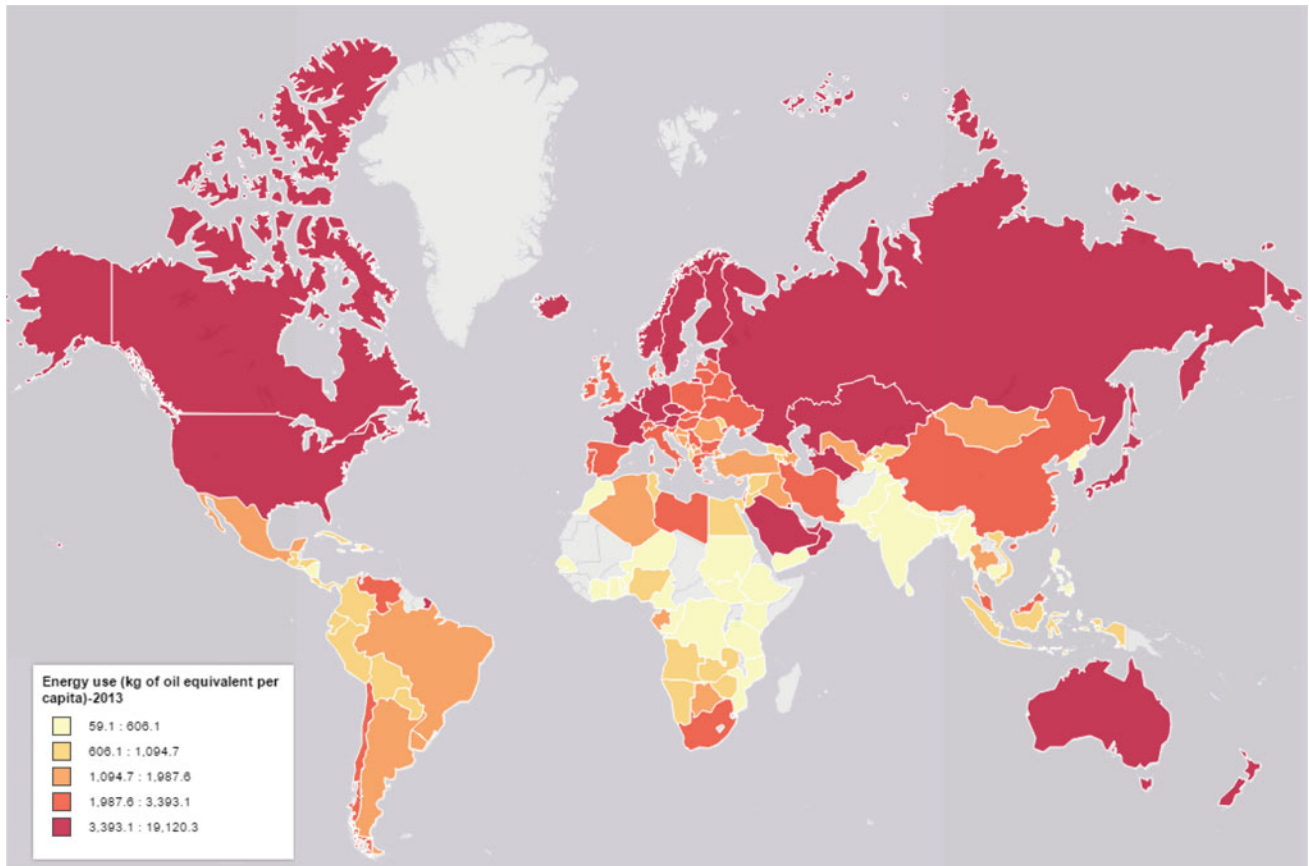 Energy use (kg of oil equivalent per
capita)-2013
59.1 : 606.1
606.1 : 1,094.7
1,094.7 : 1,987.6
1,987.6 : 3,393.1
3,393.1 : 19,120.3